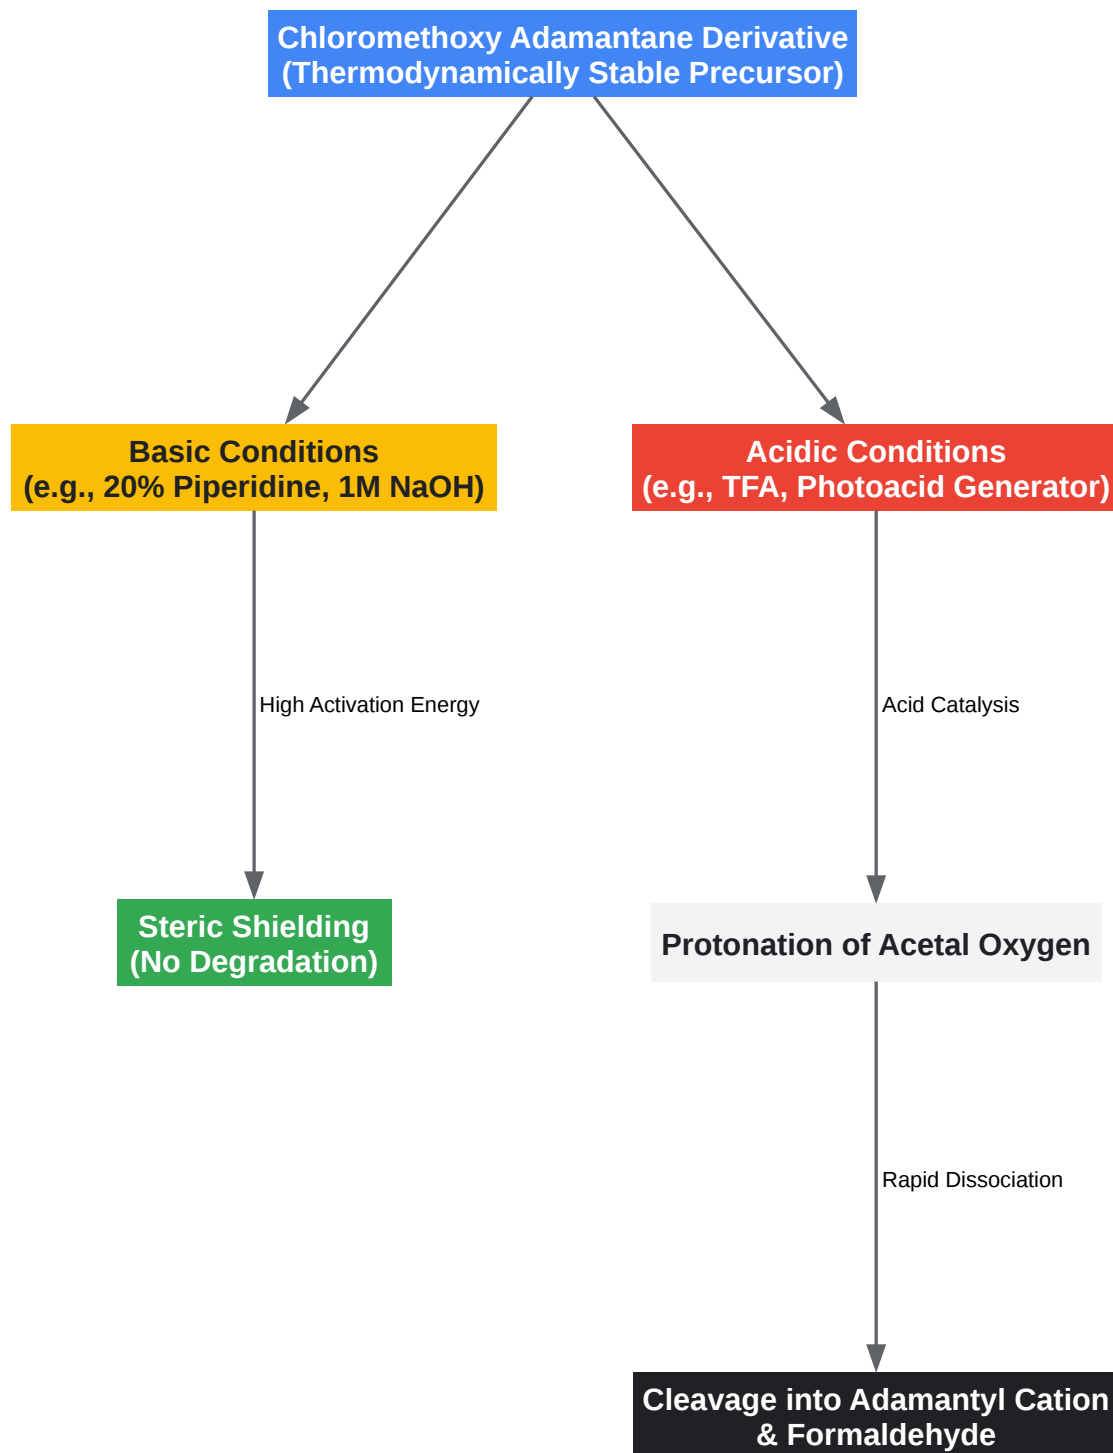 Chloromethoxy Adamantane Derivative
(Thermodynamically Stable Precursor)
Basic Conditions
(e.g., 20% Piperidine, 1M NaOH)
Acidic Conditions
(e.g., TFA, Photoacid Generator)
High Activation Energy
Acid Catalysis
Steric Shielding
(No Degradation)
Protonation of Acetal Oxygen
Rapid Dissociation
Cleavage into Adamantyl Cation
& Formaldehyde